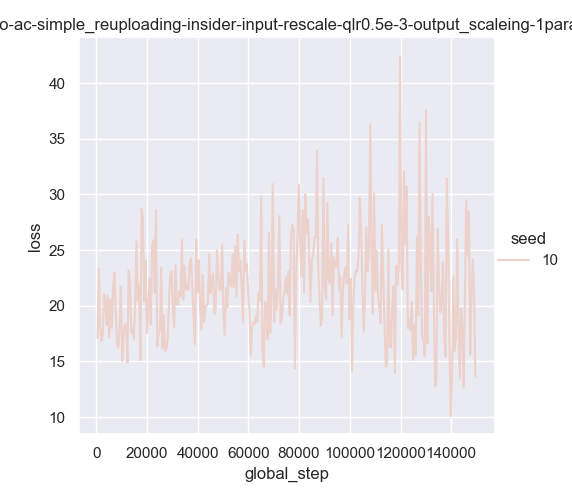 o-ac-simple_reuploading-insider-input-rescale-qlr0.5e-3-output_scaleing-1para
40
35
30
25
20
15
10
loss
0 20000 40000 60000 80000 100000 120000 140000
global_step
seed
10